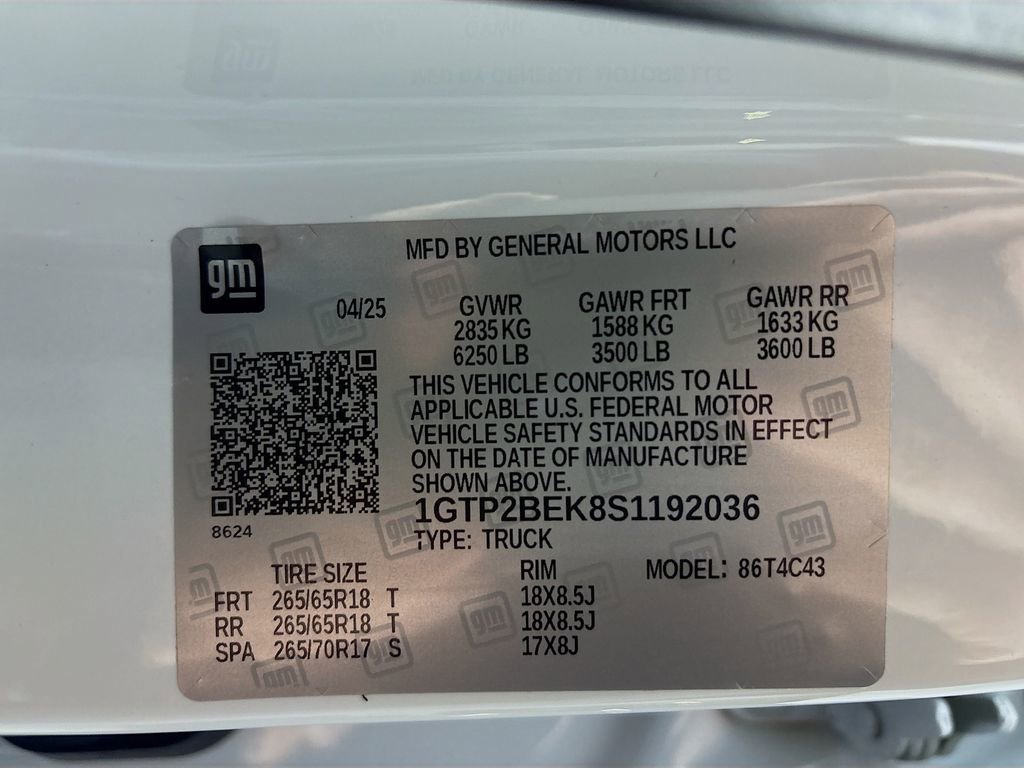 gm
MFD BY GENERAL MOTORS LLC
04/25
GVWR GAWR FRT GAWR RR
2835 KG 1588 KG 1633 KG
6250 LB 3500 LB 3600 LB
THIS VEHICLE CONFORMS TO ALL
APPLICABLE U.S. FEDERAL MOTOR
VEHICLE SAFETY STANDARDS IN EFFECT
ON THE DATE OF MANUFACTURE
SHOWN ABOVE.
8624
1GTP2BEK8S1192036
TYPE: TRUCK
TIRE SIZE RIM MODEL: 86T4C43
FRT 265/65R18 T 18X8.5J
RR 265/65R18 T 18X8.5J
SPA 265/70R17 S 17X8J